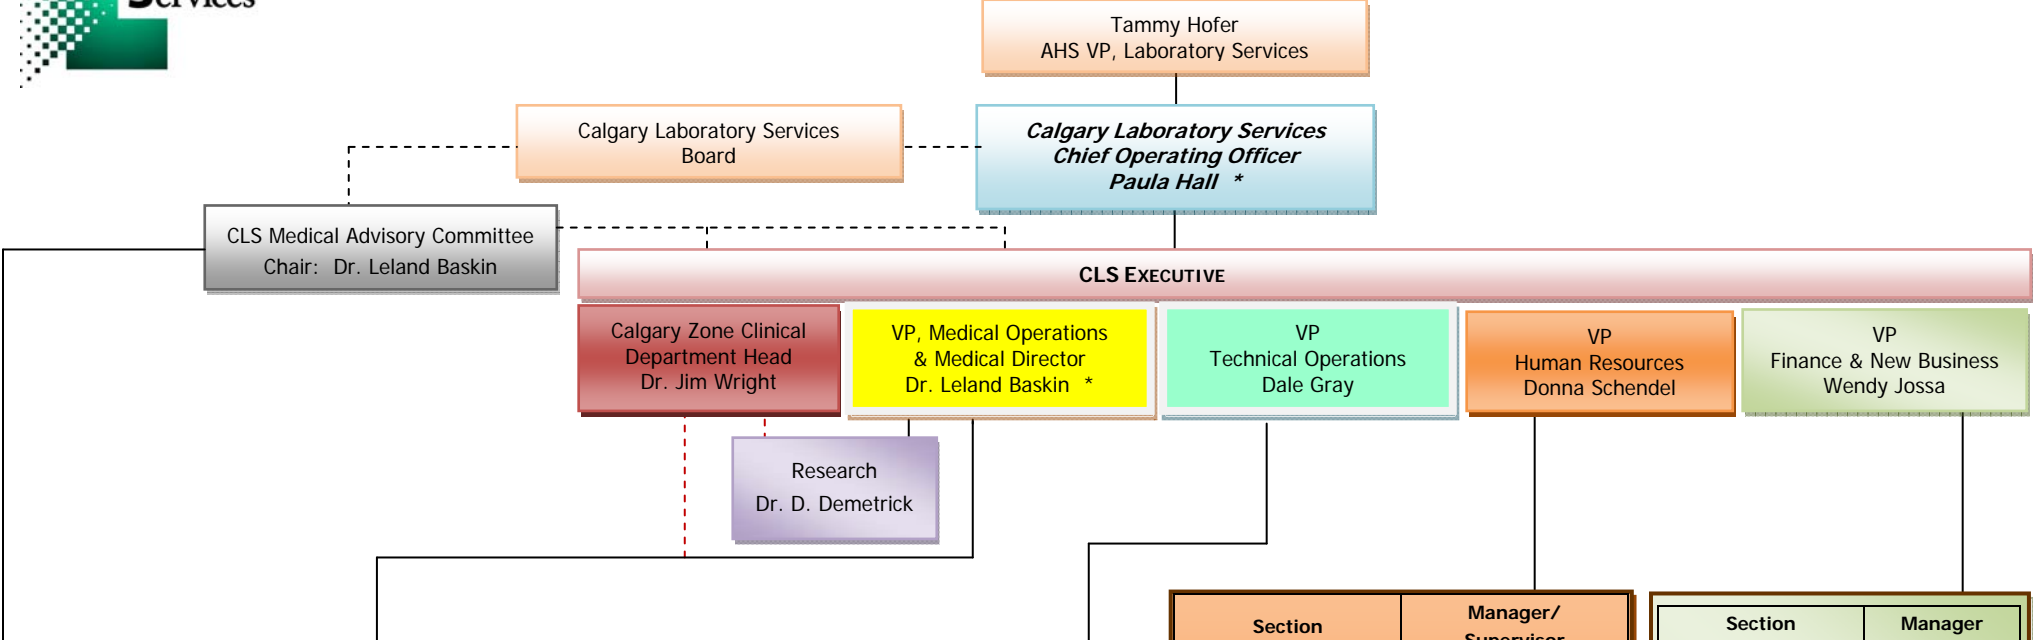 Services
Tammy Hofer
AHS VP, Laboratory Services
Calgary Laboratory Services
Board
Calgary Laboratory Services
Chief Operating Officer
Paula Hall *
CLS Medical Advisory Committee
Chair: Dr. Leland Baskin
CLS EXECUTIVE
Calgary Zone Clinical
Department Head
Dr. Jim Wright
VP, Medical Operations
& Medical Director
Dr. Leland Baskin *
VP
Technical Operations
Dale Gray
VP
Human Resources
Donna Schendel
VP
Finance & New Business
Wendy Jossa
Research
Dr. D. Demetrick
Section
Manager/
Supervisor
Section
Manager